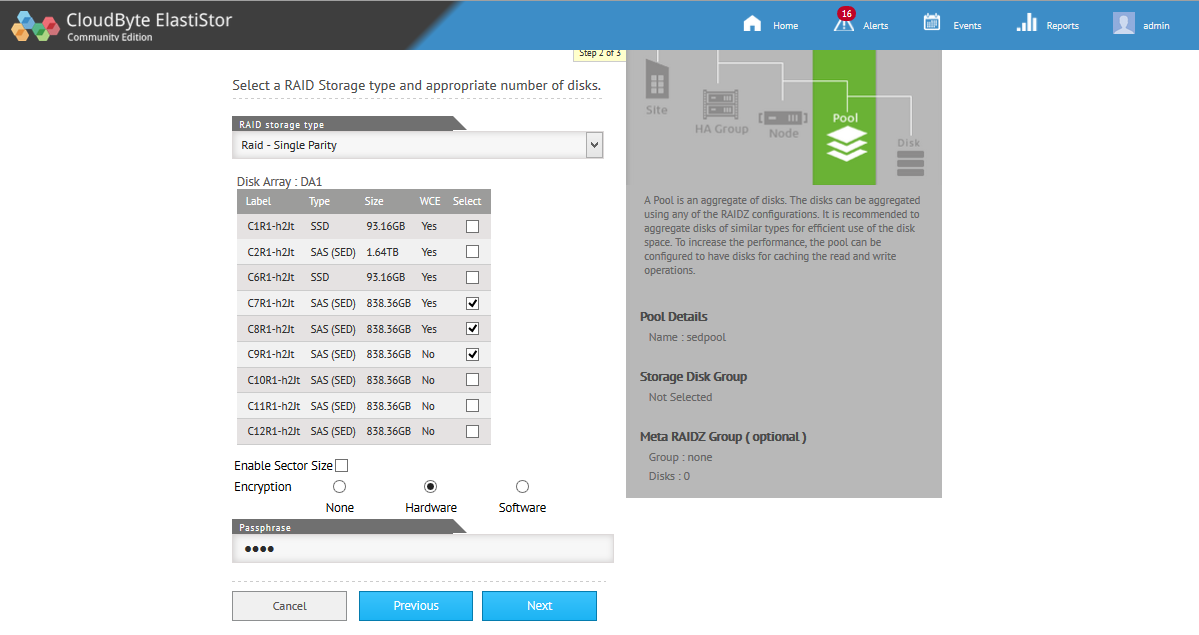 CloudByte ElastiStor
Community Edition
Home
16
Alerts
Events
Reports
admin
Step 2 of 3
Select a RAID Storage type and appropriate number of disks.
RAID storage type
Raid - Single Parity
Disk Array : DA1
Label Type Size WCE Select
C1R1-h2Jt SSD 93.16GB Yes
C2R1-h2Jt SAS (SED) 1.64TB Yes
C6R1-h2Jt SSD 93.16GB Yes
C7R1-h2Jt SAS (SED) 838.36GB Yes
C8R1-h2Jt SAS (SED) 838.36GB Yes
C9R1-h2Jt SAS (SED) 838.36GB No
C10R1-h2Jt SAS (SED) 838.36GB No
C11R1-h2Jt SAS (SED) 838.36GB No
C12R1-h2Jt SAS (SED) 838.36GB No
Enable Sector Size
Encryption
None Hardware Software
Passphrase
Cancel Previous Next
Site
HA Group
Node
Pool
Disk
A Pool is an aggregate of disks. The disks can be aggregated
using any of the RAIDZ configurations. It is recommended to
aggregate disks of similar types for efficient use of the disk
space. To increase the performance, the pool can be
configured to have disks for caching the read and write
operations.
Pool Details
Name : sedpool
Storage Disk Group
Not Selected
Meta RAIDZ Group ( optional )
Group : none
Disks : 0